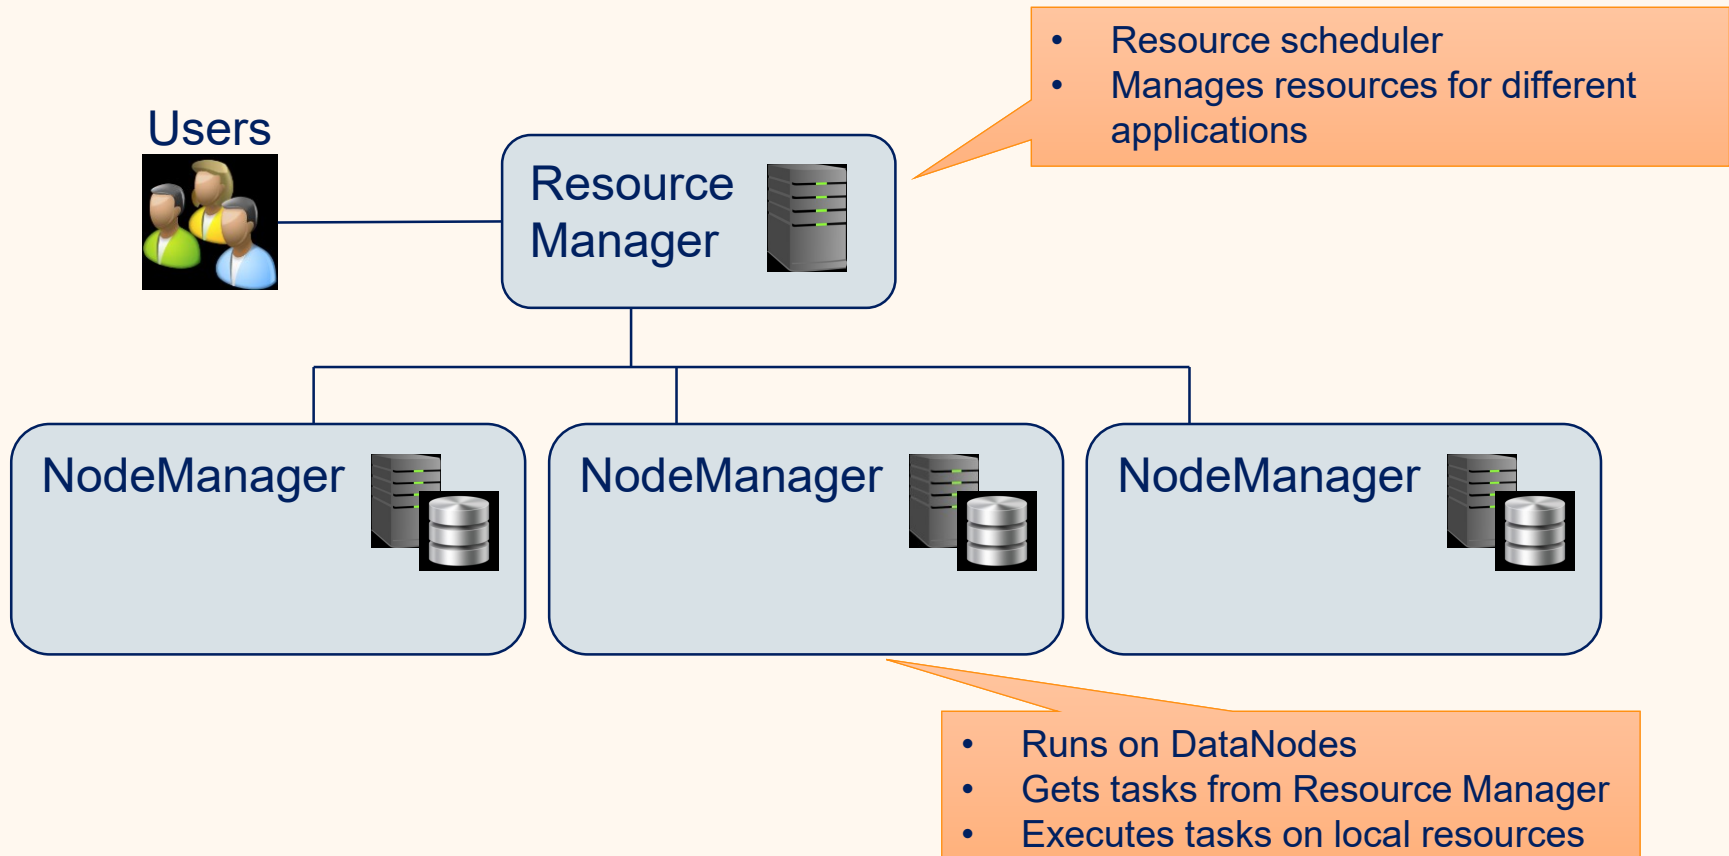 • Resource scheduler
• Manages resources for different
applications
Users
Resource
Manager
NodeManager
NodeManager
NodeManager
• Runs on DataNodes
• Gets tasks from Resource Manager
• Executes tasks on local resources